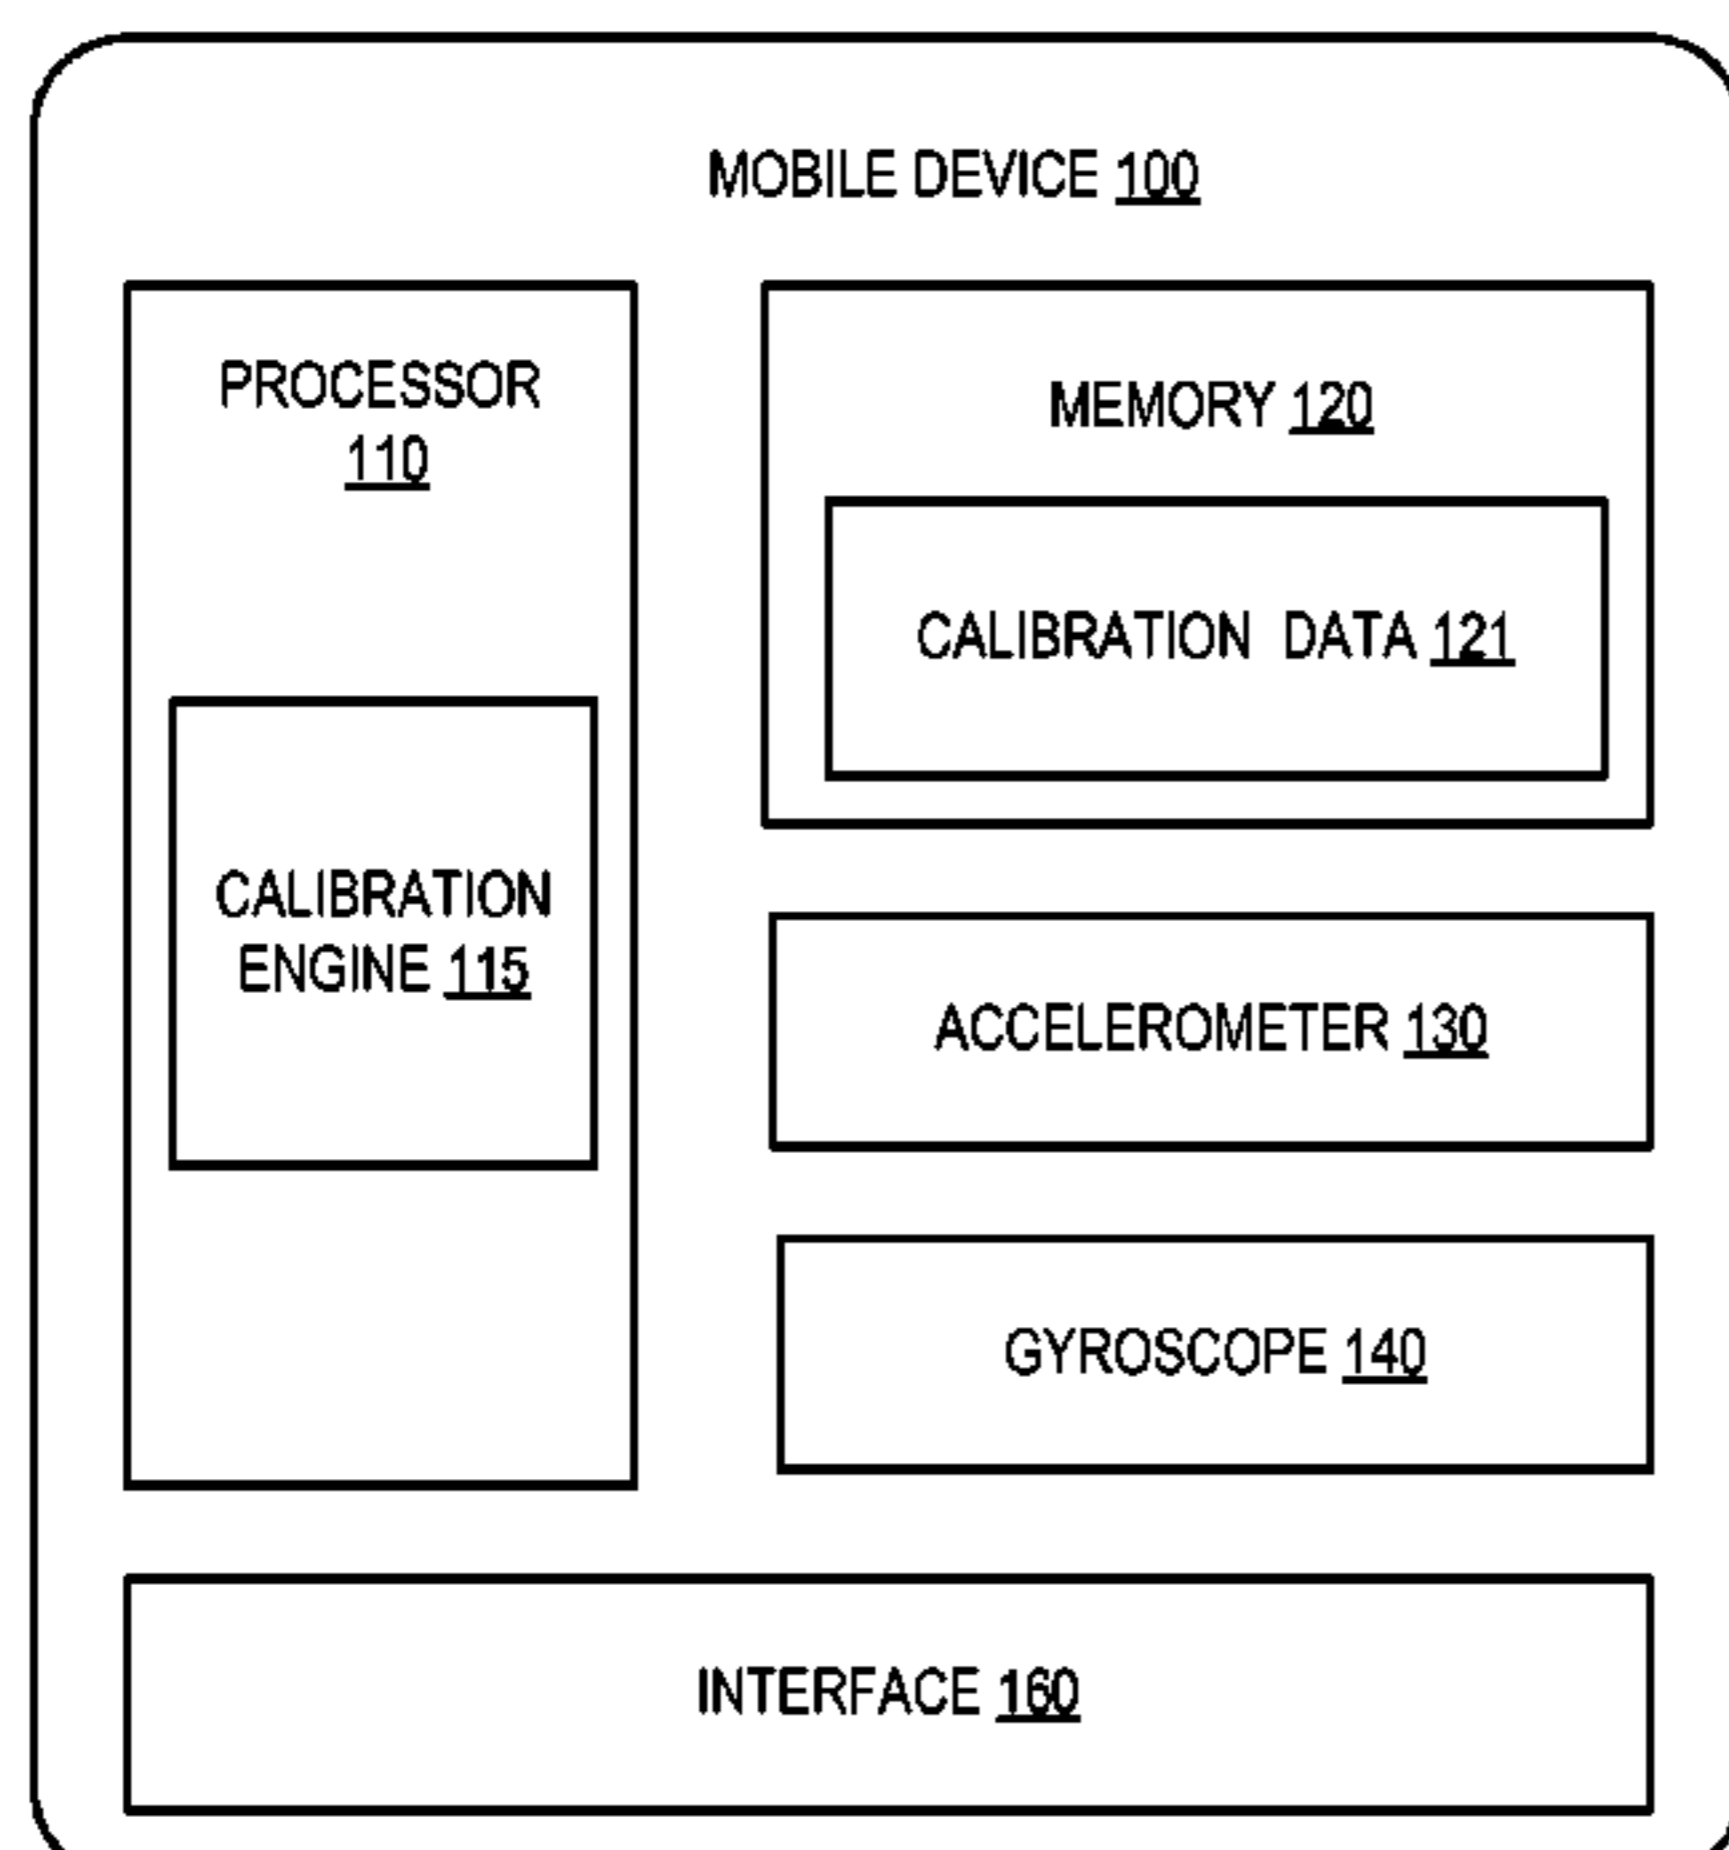 MOBILE DEVICE 100
PROCESSOR
110
CALIBRATION
ENGINE 115
MEMORY 120
CALIBRATION DATA 121
ACCELEROMETER 130
GYROSCOPE 140
INTERFACE 160